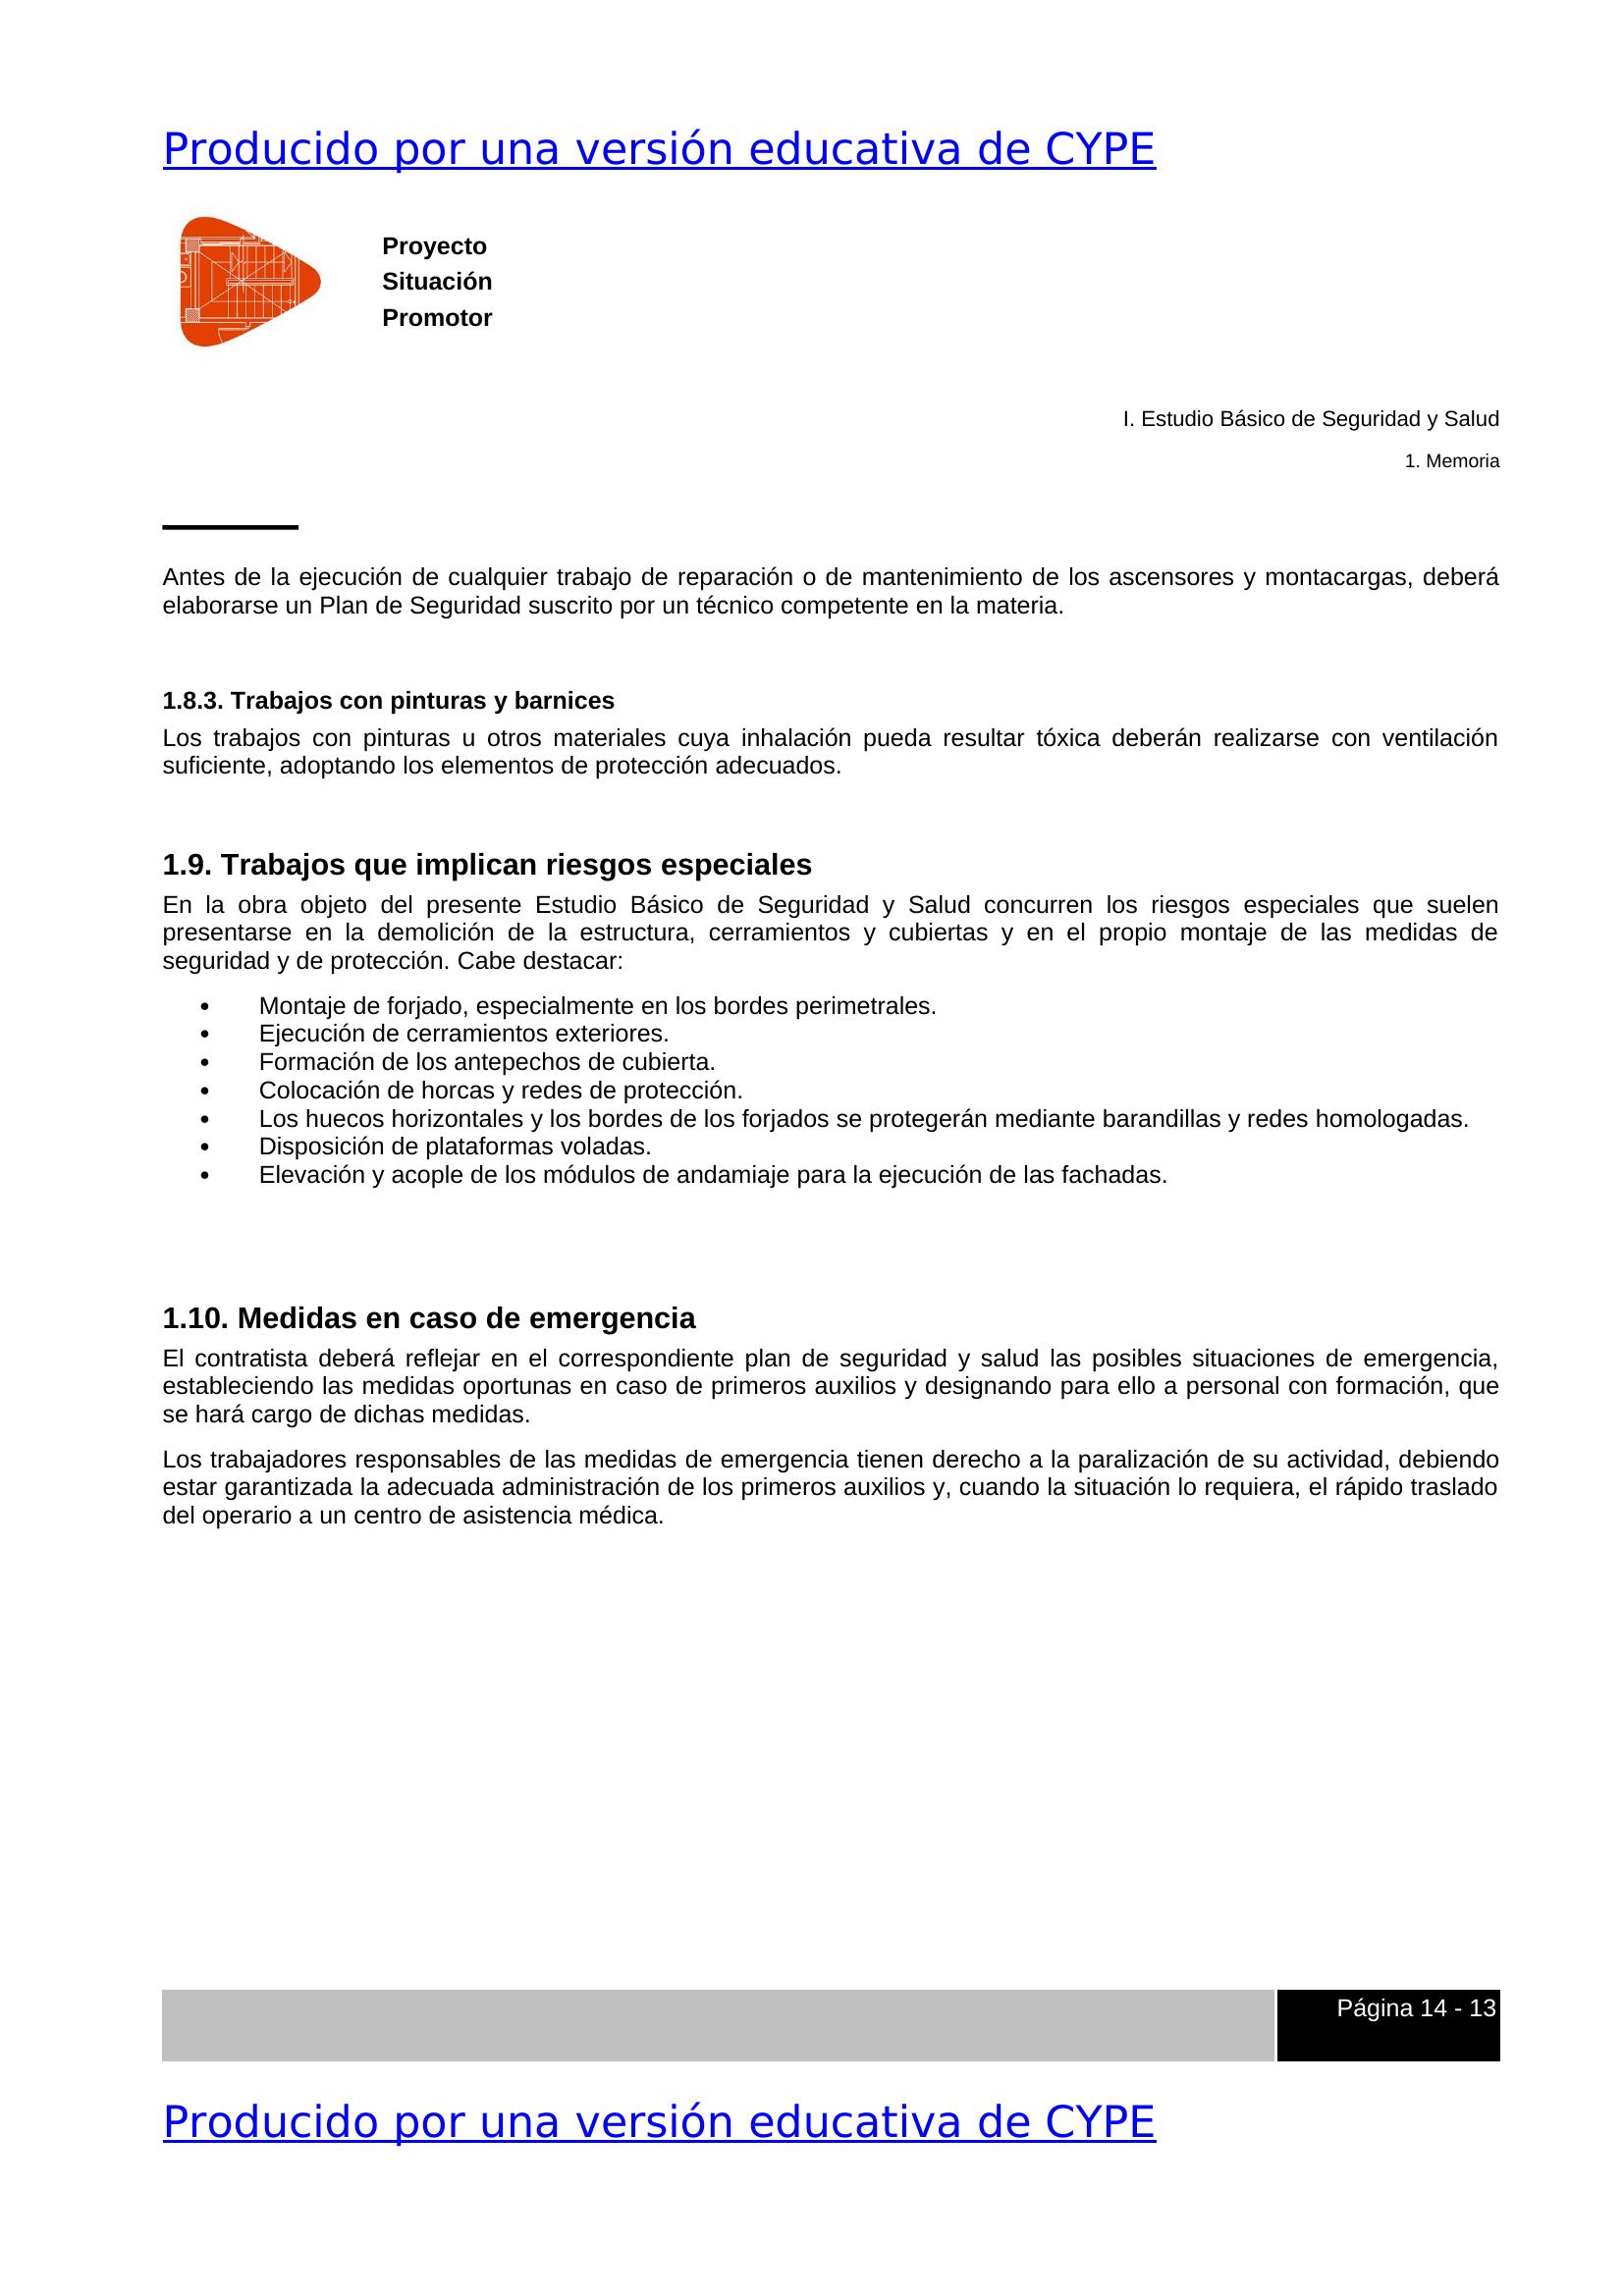 Producido por una versión educativa de CYPE
Proyecto
Situación
Promotor
I. Estudio Básico de Seguridad y Salud
1. Memoria
Antes de la ejecución de cualquier trabajo de reparación o de mantenimiento de los ascensores y montacargas, deberá
elaborarse un Plan de Seguridad suscrito por un técnico competente en la materia.
1.8.3. Trabajos con pinturas y barnices
Los trabajos con pinturas u otros materiales cuya inhalación pueda resultar tóxica deberán realizarse con ventilación
suficiente, adoptando los elementos de protección adecuados.
1.9. Trabajos que implican riesgos especiales
En la obra objeto del presente Estudio Básico de Seguridad y Salud concurren los riesgos especiales que suelen
presentarse en la demolición de la estructura, cerramientos y cubiertas y en el propio montaje de las medidas de
seguridad y de protección. Cabe destacar:
• Montaje de forjado, especialmente en los bordes perimetrales.
• Ejecución de cerramientos exteriores.
• Formación de los antepechos de cubierta.
• Colocación de horcas y redes de protección.
• Los huecos horizontales y los bordes de los forjados se protegerán mediante barandillas y redes homologadas.
• Disposición de plataformas voladas.
• Elevación y acople de los módulos de andamiaje para la ejecución de las fachadas.
1.10. Medidas en caso de emergencia
El contratista deberá reflejar en el correspondiente plan de seguridad y salud las posibles situaciones de emergencia,
estableciendo las medidas oportunas en caso de primeros auxilios y designando para ello a personal con formación, que
se hará cargo de dichas medidas.
Los trabajadores responsables de las medidas de emergencia tienen derecho a la paralización de su actividad, debiendo
estar garantizada la adecuada administración de los primeros auxilios y, cuando la situación lo requiera, el rápido traslado
del operario a un centro de asistencia médica.
Página 14 - 13
Producido por una versión educativa de CYPE